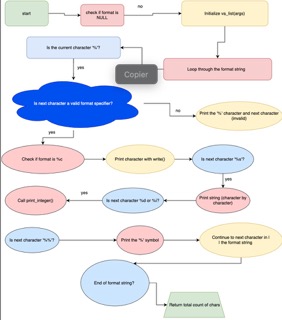 start
check if format is
NULL
no
Initialize va_list(args)
Is the current character '%'?
Copier
Loop through the format string
yes
Is next character a valid format specifier?
no
Print the '%' character and next character
(invalid)
yes
Check if format is %c
Print character with write()
Is next character '%s'?
yes
yes
Call print_integer()
Is next character %d or %i?
Print string (character by
character)
Is next character '%'%'?
Print the '%' symbol
Continue to next character in i
/ the format string
End of format string?
Return total count of chars